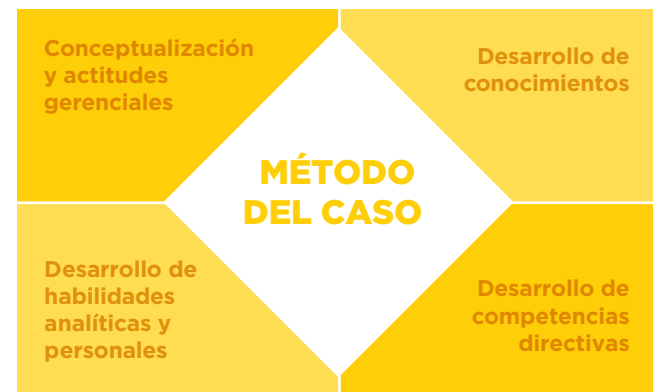 Conceptualización
y actitudes
gerenciales
Desarrollo de
conocimientos
MÉTODO
DEL CASO
Desarrollo de
habilidades
analíticas y
personales
Desarrollo de
competencias
directivas